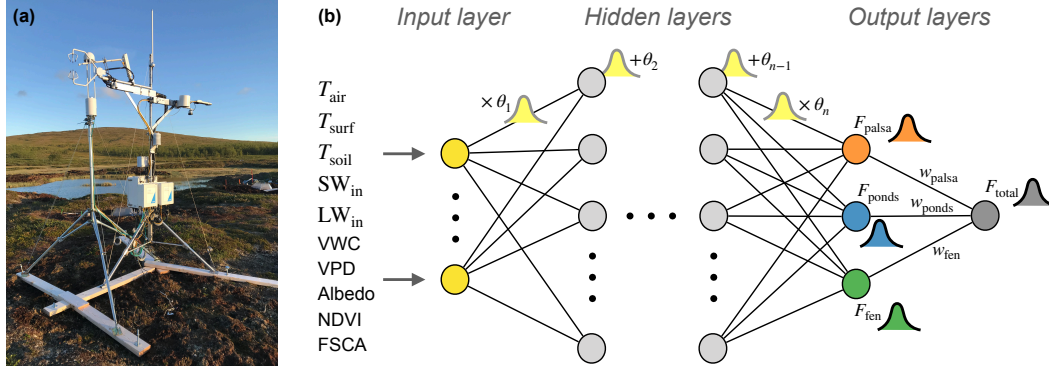 (a)
(b)
Input layer
Hidden layers
Output layers
T_air
T_surf
T_soil
SW_in
LW_in
VWC
VPD
Albedo
NDVI
FSCA
× θ_1
+ θ_2
+ θ_{n−1}
× θ_n
F_palsa
F_ponds
F_fen
w_palsa
w_ponds
w_fen
F_total